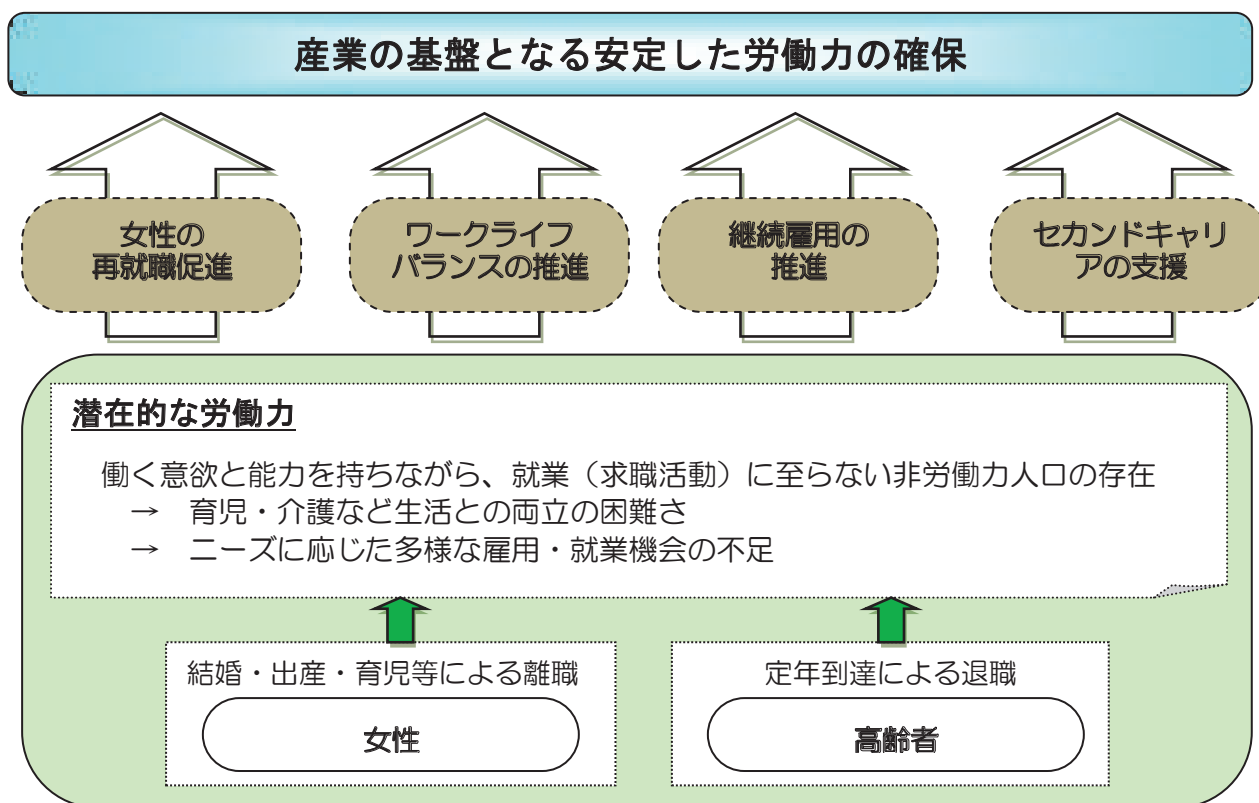 産業の基盤となる安定した労働力の確保
女性の
再就職促進
ワークライフ
バランスの推進
継続雇用の
推進
セカンドキャリ
アの支援
潜在的な労働力
働く意欲と能力を持ちながら、就業（求職活動）に至らない非労働力人口の存在
→ 育児・介護など生活との両立の困難さ
→ ニーズに応じた多様な雇用・就業機会の不足
結婚・出産・育児等による離職
女性
定年到達による退職
高齢者